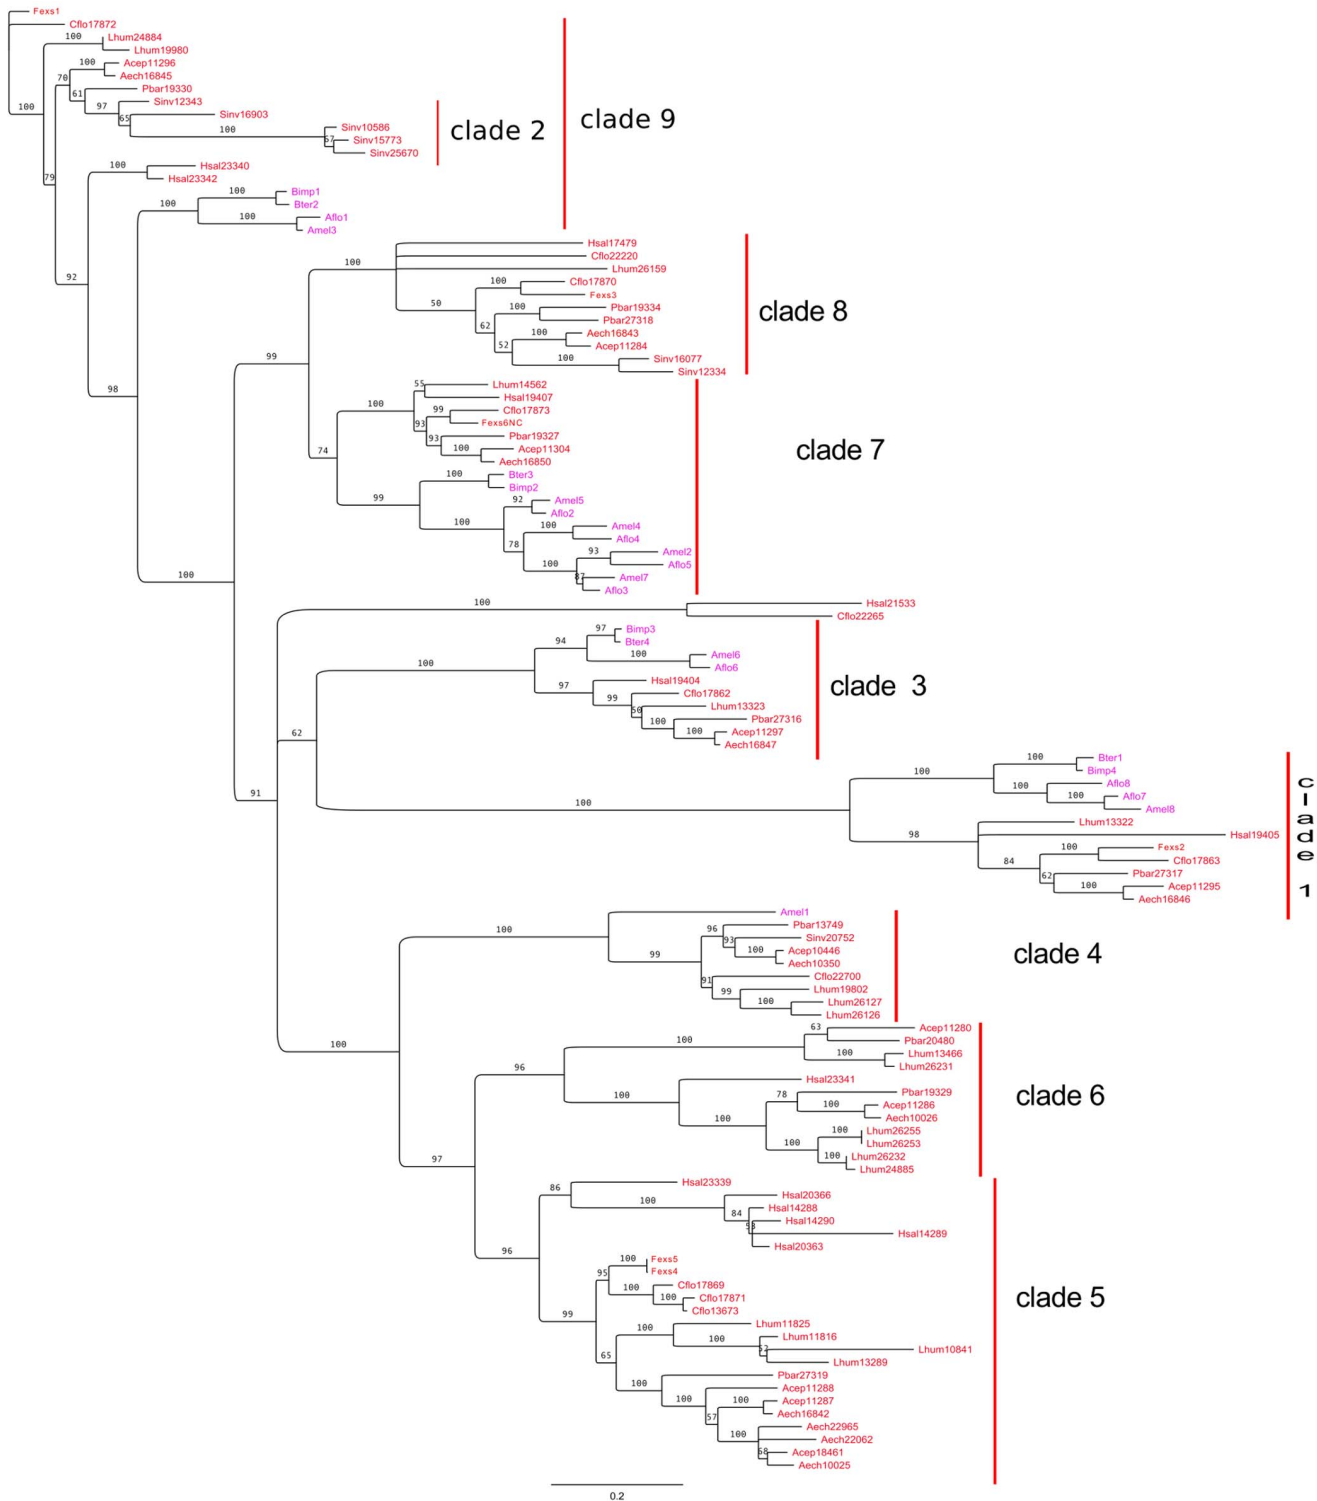 Fexs1
Cflo17872
100 Lhum24884
Lhum19980
100 Acep11296
70 Aech16845
61 Pbar19330
97 Sinv12343
100 65 Sinv16903
100 Sinv10586
57 Sinv15773
Sinv25670
clade 2
clade 9
79
100 Hsal23340
Hsal23342
100 Bimp1
100 Bter2
100 Aflo1
Amel3
92
Hsal17479
100 Cflo22220
Lhum26159
100 Cflo17870
50 Fexs3
100 Pbar19334
62 Pbar27318
100 Aech16843
52 Acep11284
100 Sinv16077
Sinv12334
clade 8
99
98
55 Lhum14562
Hsal19407
100 99 Cflo17873
93 Fexs6NC
93 Pbar19327
100 Acep11304
Aech16850
74
100 Bter3
99 Bimp2
92 Amel5
100 Aflo2
100 Amel4
78 Aflo4
93 Amel2
100 Aflo5
87 Amel7
Aflo3
clade 7
100
100 Hsal21533
Cflo22265
97 Bimp3
94 Bter4
100 Amel6
100 Aflo6
97 Hsal19404
99 Cflo17862
50 Lhum13323
100 Pbar27316
100 Acep11297
Aech16847
clade 3
62
100 Bter1
100 Bimp4
100 Aflo8
100 Aflo7
Amel8
91
100
98 Lhum13322
Hsal19405
100 Fexs2
84 Cflo17863
62 Pbar27317
100 Acep11295
Aech16846
clade 1
Amel1
100
96 Pbar13749
93 Sinv20752
100 Acep10446
99 Aech10350
91 Cflo22700
99 Lhum19802
100 Lhum26127
Lhum26126
clade 4
63 Acep11280
100 Pbar20480
100 Lhum13466
Lhum26231
100
96
Hsal23341
100 78 Pbar19329
100 Acep11286
100 Aech10026
100 Lhum26255
100 Lhum26253
100 Lhum26232
Lhum24885
clade 6
97
86 Hsal23339
100 Hsal20366
84 Hsal14288
53 Hsal14290
Hsal14289
Hsal20363
96
100 Fexs5
95 Fexs4
100 Cflo17869
100 Cflo17871
Cflo13673
99
100 Lhum11825
100 Lhum11816
52 Lhum10841
Lhum13289
65
Pbar27319
100 Acep11288
100 100 Acep11287
57 Aech16842
100 Aech22965
Aech22062
58 Acep18461
Aech10025
clade 5
0.2